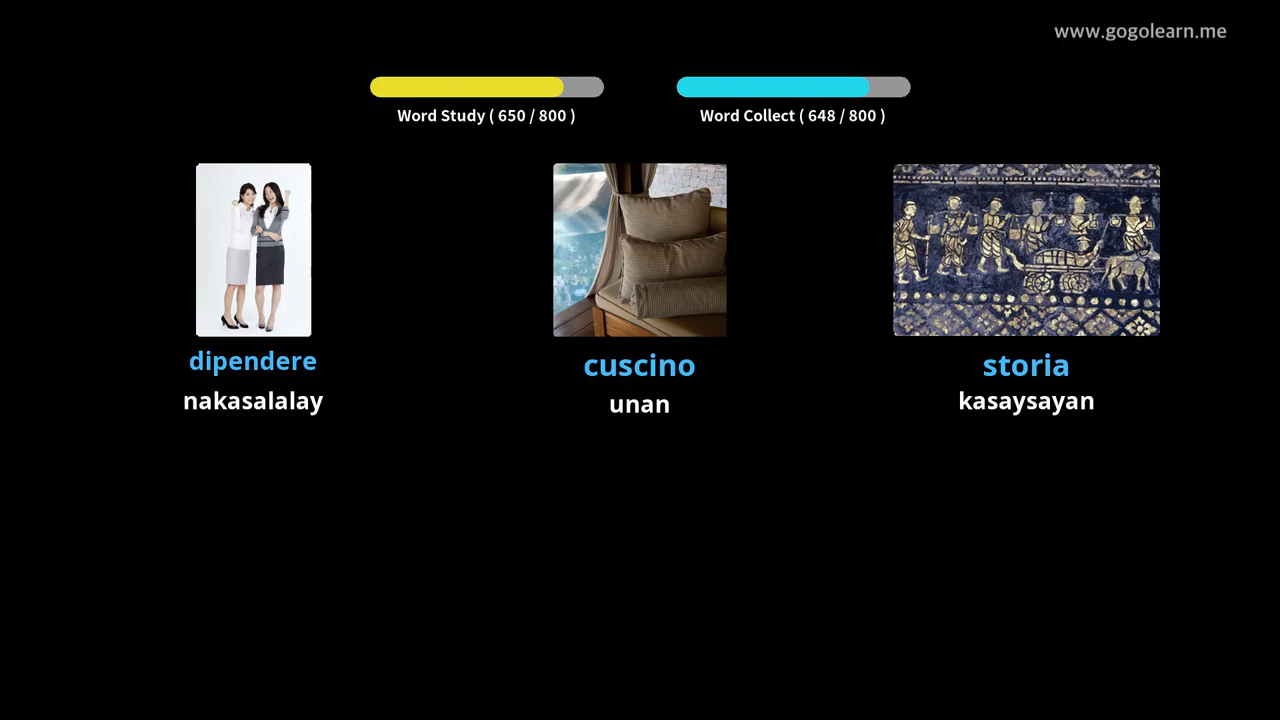 www.gogolearn.me
Word Study ( 650 / 800 )
Word Collect ( 648 / 800 )
dipendere
nakasalalay
cuscino
unan
storia
kasaysayan